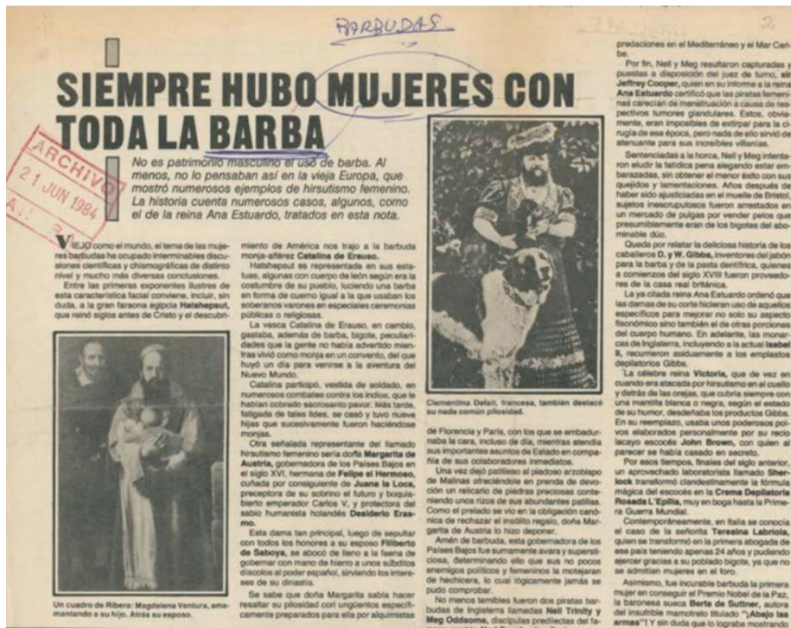 BARBUDAS
2
SIEMPRE HUBO MUJERES CON
TODA LA BARBA
ARCHIVO
21 JUN 1984
No es patrimonio masculino el uso de barba. Al
menos, no lo pensaban así en la vieja Europa, que
mostró numerosos ejemplos de hirsutismo femenino.
La historia cuenta numerosos casos, algunos, como
el de la reina Ana Estuardo, tratados en esta nota.
VIEJO como el mundo, el tema de las muje-
res barbudas ha ocupado interminables discu-
siones científicas y chismográficas de distinto
nivel y mucho más diversas conclusiones.
Entre las primeras exponentes ilustres de
esta característica facial conviene, incluir, sin
duda, a la gran faraona egipcia Hatshepsut,
que reinó siglos antes de Cristo y el descubri-
Un cuadro de Ribera: Magdalena Ventura, ama-
mantando a su hijo. Atrás su esposo.
miento de América nos trajo a la barbuda
monja-alférez Catalina de Erauso.
Hatshepsut es representada en sus esta-
tuas, algunas con cuerpo de león según era la
costumbre de su pueblo, luciendo una barba
en forma de cuerno igual a la que usaban los
soberanos varones en especiales ceremonias
públicas o religiosas.
La vasca Catalina de Erauso, en cambio,
gastaba, además de barba, bigote, peculiari-
dades que la gente no había advertido mien-
tras vivió como monja en un convento, del que
huyó un día para venirse a la aventura del
Nuevo Mundo.
Catalina participó, vestida de soldado, en
numerosos combates contra los indios, que le
habían cobrado sacrosanto pavor. Más tarde,
fatigada de tales lides, se casó y tuvo nueve
hijas que sucesivamente fueron haciéndose
monjas.
Otra señalada representante del llamado
hirsutismo femenino sería doña Margarita de
Austria, gobernadora de los Países Bajos en
el siglo XVI, hermana de Felipe el Hermoso,
cuñada por consiguiente de Juana la Loca,
preceptora de su sobrino el futuro y boquia-
bierto emperador Carlos V, y protectora del
sabio humanista holandés Desiderio Eras-
mo.
Esta dama tan principal, luego de sepultar
con todos los honores a su esposo Filiberto
de Saboya, se abocó de lleno a la faena de
gobernar con mano de hierro a unos súbditos
díscolos al poder español, sirviendo los intere-
ses de su dinastía.
Se sabe que doña Margarita sabía hacer
resaltar su pilosidad con ungüentos específi-
camente preparados para ella por alquimistas
Clementina Delait, francesa, también destacó
su nada común pilosidad.
de Florencia y París, con los que se embadur-
naba la cara, incluso de día, mientras atendía
sus importantes asuntos de Estado en compa-
ñía de sus colaboradores inmediatos.
Una vez dejó patitieso al piadoso arzobispo
de Malinas ofreciéndole en prenda de devo-
ción un relicario de piedras preciosas conte-
niendo unos rizos de sus abundantes patillas.
Como el prelado se vio en la obligación canó-
nica de rechazar el insólito regalo, doña Mar-
garita de Austria lo hizo deponer.
Amén de barbuda, esta gobernadora de los
Países Bajos fue sumamente avara y supersti-
ciosa, determinando ello que sus no pocos
enemigos políticos y femeninos la motejaran
de hechicera, lo cual lógicamente jamás se
pudo comprobar.
No menos temibles fueron dos piratas bar-
budas de Inglaterra llamadas Nell Trinity y
Meg Oddsome, discípulas predilectas del fa-
predaciones en el Mediterráneo y el Mar Cari-
be.
Por fin, Nell y Meg resultaron capturadas y
puestas a disposición del juez de turno, sir
Jeffrey Cooper, quien en su informe a la reina
Ana Estuardo certificó que las piratas femeni-
nas carecían de menstruación a causa de res-
pectivos tumores glandulares. Estos, obvia-
mente, eran imposibles de extirpar para la ci-
rugía de esa época, pero nada de ello sirvió de
atenuante para sus increíbles villanías.
Sentenciadas a la horca, Nell y Meg intenta-
ron eludir la fatídica pena alegando estar em-
barazadas, sin obtener el menor éxito con sus
quejidos y lamentaciones. Años después de
haber sido ajusticiadas en el muelle de Bristol,
sujetos inescrupulosos fueron arrestados en
un mercado de pulgas por vender pelos que
presumiblemente eran de los bigotes del abo-
minable dúo.
Queda por relatar la deliciosa historia de los
caballeros D. y W. Gibbs, inventores del jabón
para la barba y de la pasta dentífrica, quienes
a comienzos del siglo XVIII fueron proveedo-
res de la casa real británica.
La ya citada reina Ana Estuardo ordenó que
las damas de su corte hicieran uso de aquellos
específicos para mejorar no solo su aspecto
fisonómico sino también el de otras porciones
del cuerpo humano. En adelante, las monar-
cas de Inglaterra, incluyendo a la actual Isabel
II, recurrieron asiduamente a los emplastos
depilatorios Gibbs.
La célebre reina Victoria, que de vez en
cuando era atacada por hirsutismo en el cuello
y detrás de las orejas, que cubría siempre con
una mantilla blanca o negra, según el estado
de su humor, desdeñaba los productos Gibbs.
En su reemplazo, usaba unos poderosos pol-
vos elaborados personalmente por su recio
lacayo escocés John Brown, con quien al
parecer se había casado en secreto.
Por esos tiempos, finales del siglo anterior,
un aprovechado laboratorista llamado Sher-
lock transformó clandestinamente la fórmula
mágica del escocés en la Crema Depilatoria
Rosada L'Epilla, muy en boga hasta la Prime-
ra Guerra Mundial.
Contemporáneamente, en Italia se conocía
el caso de la señorita Teresina Labriola,
quien se transformó en la primera abogada de
ese país teniendo apenas 24 años y pudiendo
ejercer gracias a su poblado bigote, ya que no
se admitían mujeres en el foro.
Asimismo, fue incurable barbuda la primera
mujer en conseguir el Premio Nobel de la Paz,
la baronesa sueca Berta de Suttner, autora
del insufrible mamotreto titulado "¡Abajo las
armas"! Y sin duda que lo lograba mostrando